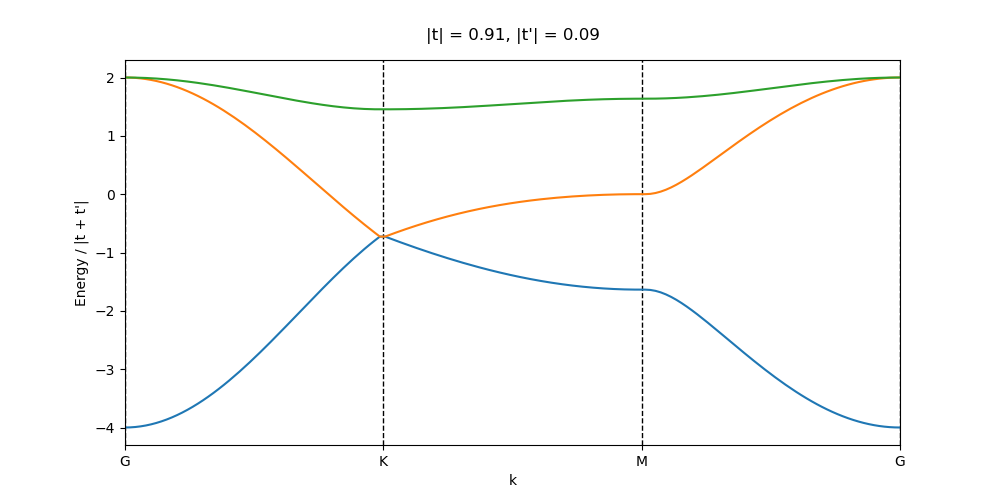 |t| = 0.91, |t'| = 0.09
Energy / |t + t'|
2
1
0
−1
−2
−3
−4
G
K
M
G
k